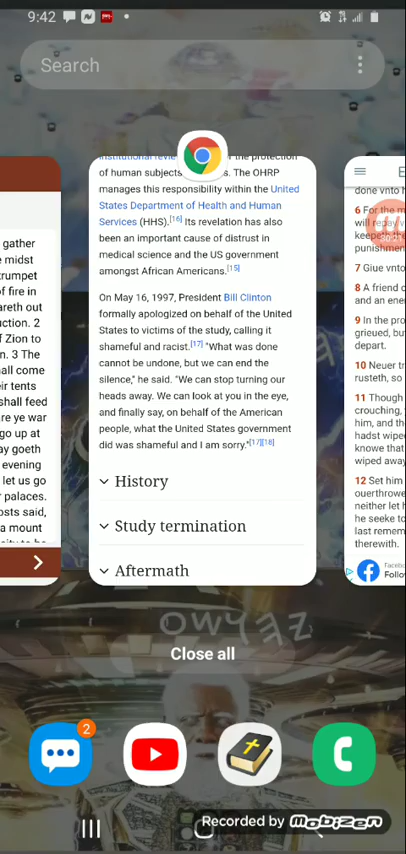 9:42
Search
gather
e midst
trumpet
f fire in
areth out
uction. 2
f Zion to
n. 3 The
hall come
eir tents
shall feed
re ye war
go up at
ay goeth
evening
let us go
palaces.
osts said,
a mount
of human subjects
s. The OHRP
manages this responsibility within the United
States Department of Health and Human
Services (HHS).[16] Its revelation has also
been an important cause of distrust in
medical science and the US government
amongst African Americans.[15]
On May 16, 1997, President Bill Clinton
formally apologized on behalf of the United
States to victims of the study, calling it
shameful and racist.[17] "What was done
cannot be undone, but we can end the
silence," he said. "We can stop turning our
heads away. We can look at you in the eye,
and finally say, on behalf of the American
people, what the United States government
did was shameful and I am sorry."[17][18]
History
Study termination
Aftermath
done vnto
6 For the m
will repay
keepe
punishmen
7 Giue vnto
8 A friend c
and an ene
9 In the pro
grieued, but
depart.
10 Neuer tr
rusteth, so
11 Though
crouching,
him, and th
hadst wipe
knowe that
wiped away
12 Set him
ouerthrowe
neither let h
he seeke to
last remem
therewith.
Faceb
Follov
Close all
2
Recorded by Mobizen